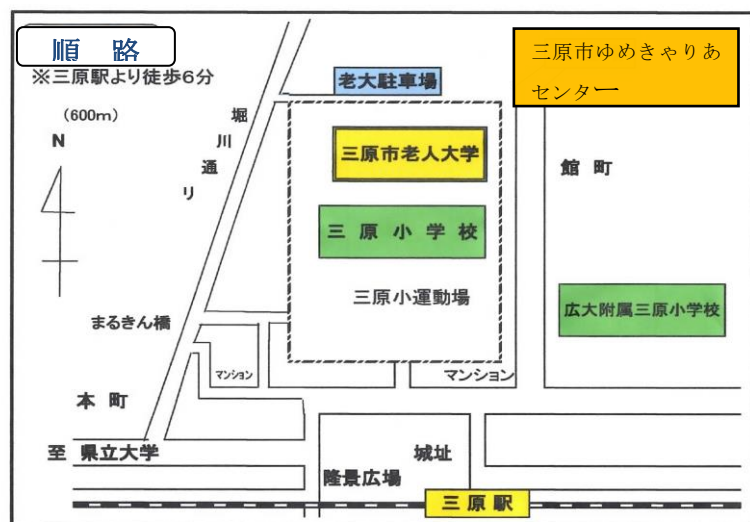 順 路
※三原駅より徒歩6分
(600m)
N
堀川通り
老大駐車場
三原市ゆめきゃりあ
センター
三原市老人大学
館 町
三 原 小 学 校
三原小運動場
広大附属三原小学校
まるきん橋
マンション
マンション
本 町
至 県立大学
城址
隆景広場
三 原 駅